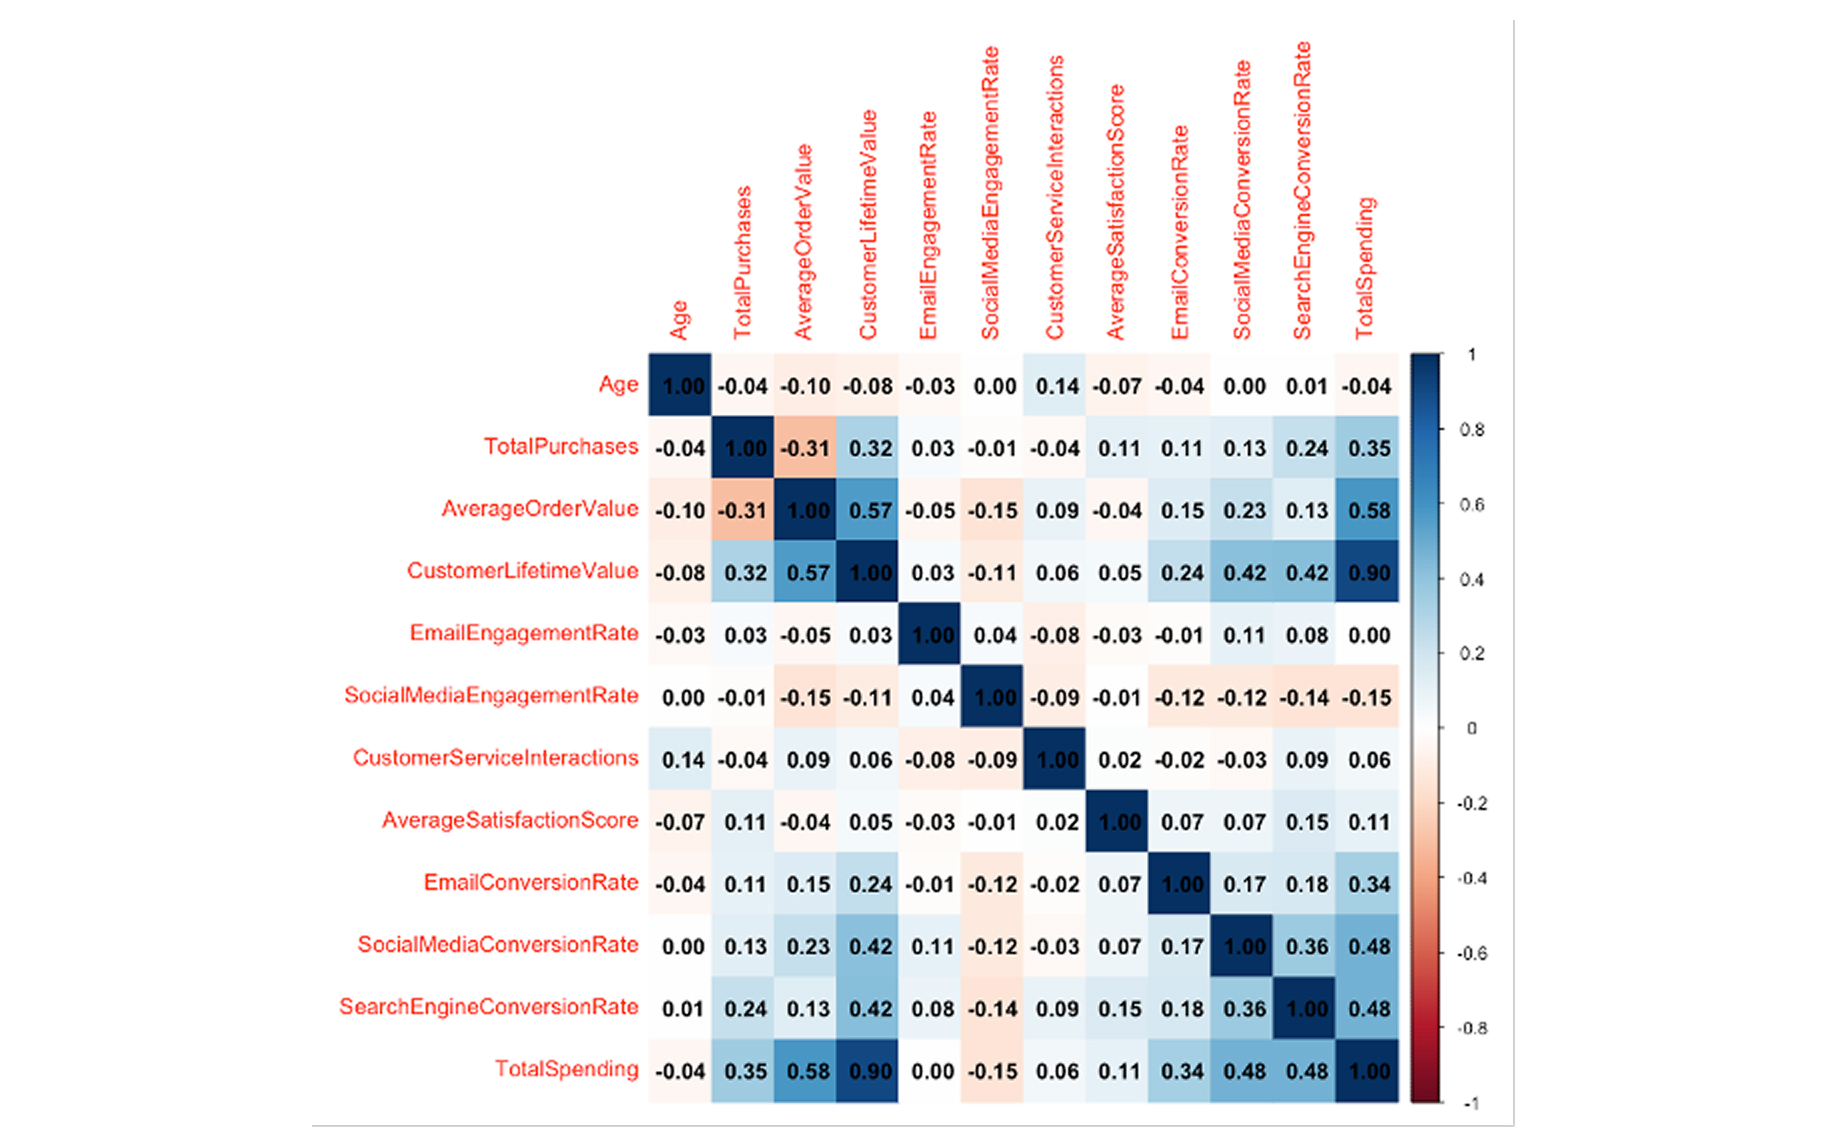 Age
TotalPurchases
AverageOrderValue
CustomerLifetimeValue
EmailEngagementRate
SocialMediaEngagementRate
CustomerServiceInteractions
AverageSatisfactionScore
EmailConversionRate
SocialMediaConversionRate
SearchEngineConversionRate
TotalSpending
Age 1.00 -0.04 -0.10 -0.08 -0.03 0.00 0.14 -0.07 -0.04 0.00 0.01 -0.04
TotalPurchases -0.04 1.00 -0.31 0.32 0.03 -0.01 -0.04 0.11 0.11 0.13 0.24 0.35
AverageOrderValue -0.10 -0.31 1.00 0.57 -0.05 -0.15 0.09 -0.04 0.15 0.23 0.13 0.58
CustomerLifetimeValue -0.08 0.32 0.57 1.00 0.03 -0.11 0.06 0.05 0.24 0.42 0.42 0.90
EmailEngagementRate -0.03 0.03 -0.05 0.03 1.00 0.04 -0.08 -0.03 -0.01 0.11 0.08 0.00
SocialMediaEngagementRate 0.00 -0.01 -0.15 -0.11 0.04 1.00 -0.09 -0.01 -0.12 -0.12 -0.14 -0.15
CustomerServiceInteractions 0.14 -0.04 0.09 0.06 -0.08 -0.09 1.00 0.02 -0.02 -0.03 0.09 0.06
AverageSatisfactionScore -0.07 0.11 -0.04 0.05 -0.03 -0.01 0.02 1.00 0.07 0.07 0.15 0.11
EmailConversionRate -0.04 0.11 0.15 0.24 -0.01 -0.12 -0.02 0.07 1.00 0.17 0.18 0.34
SocialMediaConversionRate 0.00 0.13 0.23 0.42 0.11 -0.12 -0.03 0.07 0.17 1.00 0.36 0.48
SearchEngineConversionRate 0.01 0.24 0.13 0.42 0.08 -0.14 0.09 0.15 0.18 0.36 1.00 0.48
TotalSpending -0.04 0.35 0.58 0.90 0.00 -0.15 0.06 0.11 0.34 0.48 0.48 1.00
1
0.8
0.6
0.4
0.2
0
-0.2
-0.4
-0.6
-0.8
-1